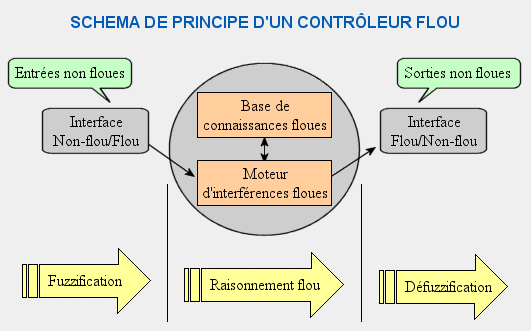 SCHEMA DE PRINCIPE D'UN CONTRÔLEUR FLOU
Entrées non floues
Sorties non floues
Interface
Non-flou/Flou
Base de
connaissances floues
Interface
Flou/Non-flou
Moteur
d'interférences floues
Fuzzification
Raisonnement flou
Défuzzification